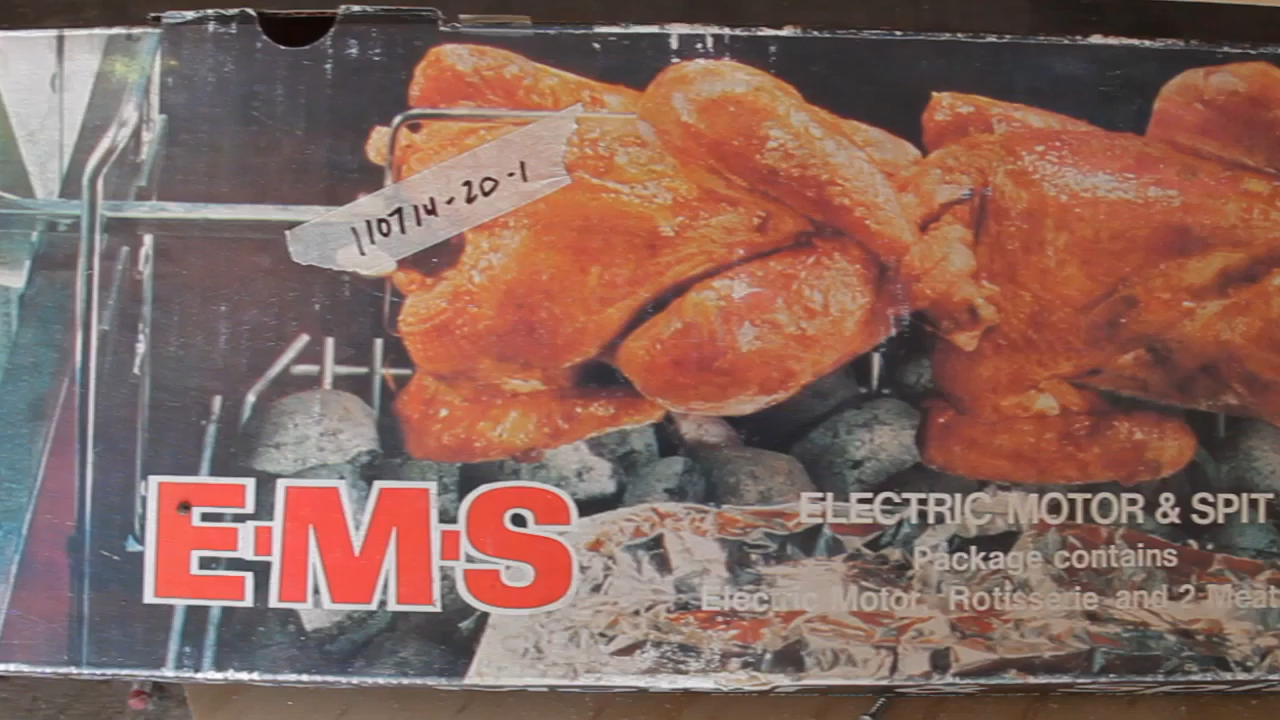 110714-20-1
E·M·S
ELECTRIC MOTOR & SPIT
Package contains
Electric Motor Rotisserie and 2 Meat